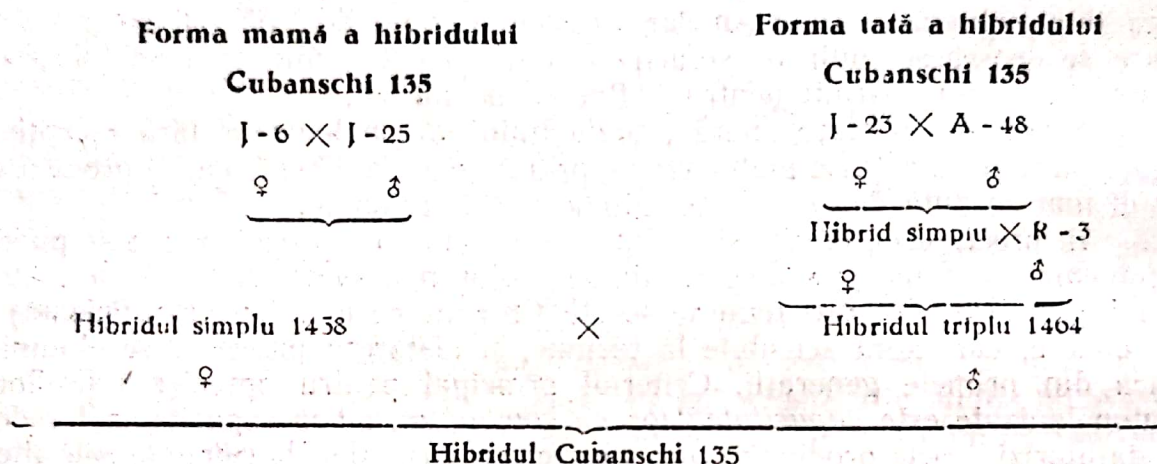 Forma mamă a hibridului
Cubanschi 135
J-6 × J-25
♀ ♂
Forma tată a hibridului
Cubanschi 135
J-23 × A-48
♀ ♂
Hibrid simplu × R-3
♀ ♂
Hibridul simplu 1438 × Hibridul triplu 1464
♀ ♂
Hibridul Cubanschi 135